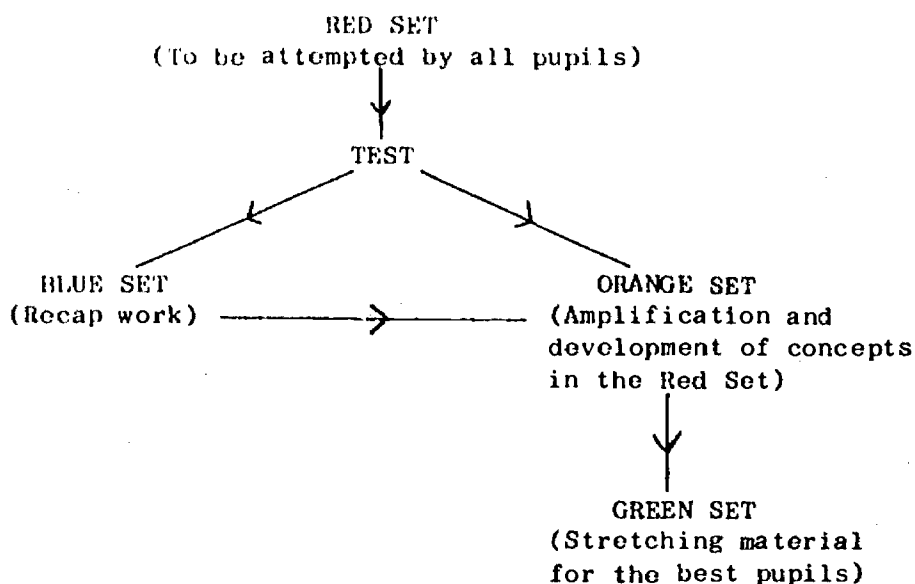 RED SET
(To be attempted by all pupils)
TEST
BLUE SET
(Recap work)
ORANGE SET
(Amplification and
development of concepts
in the Red Set)
GREEN SET
(Stretching material
for the best pupils)